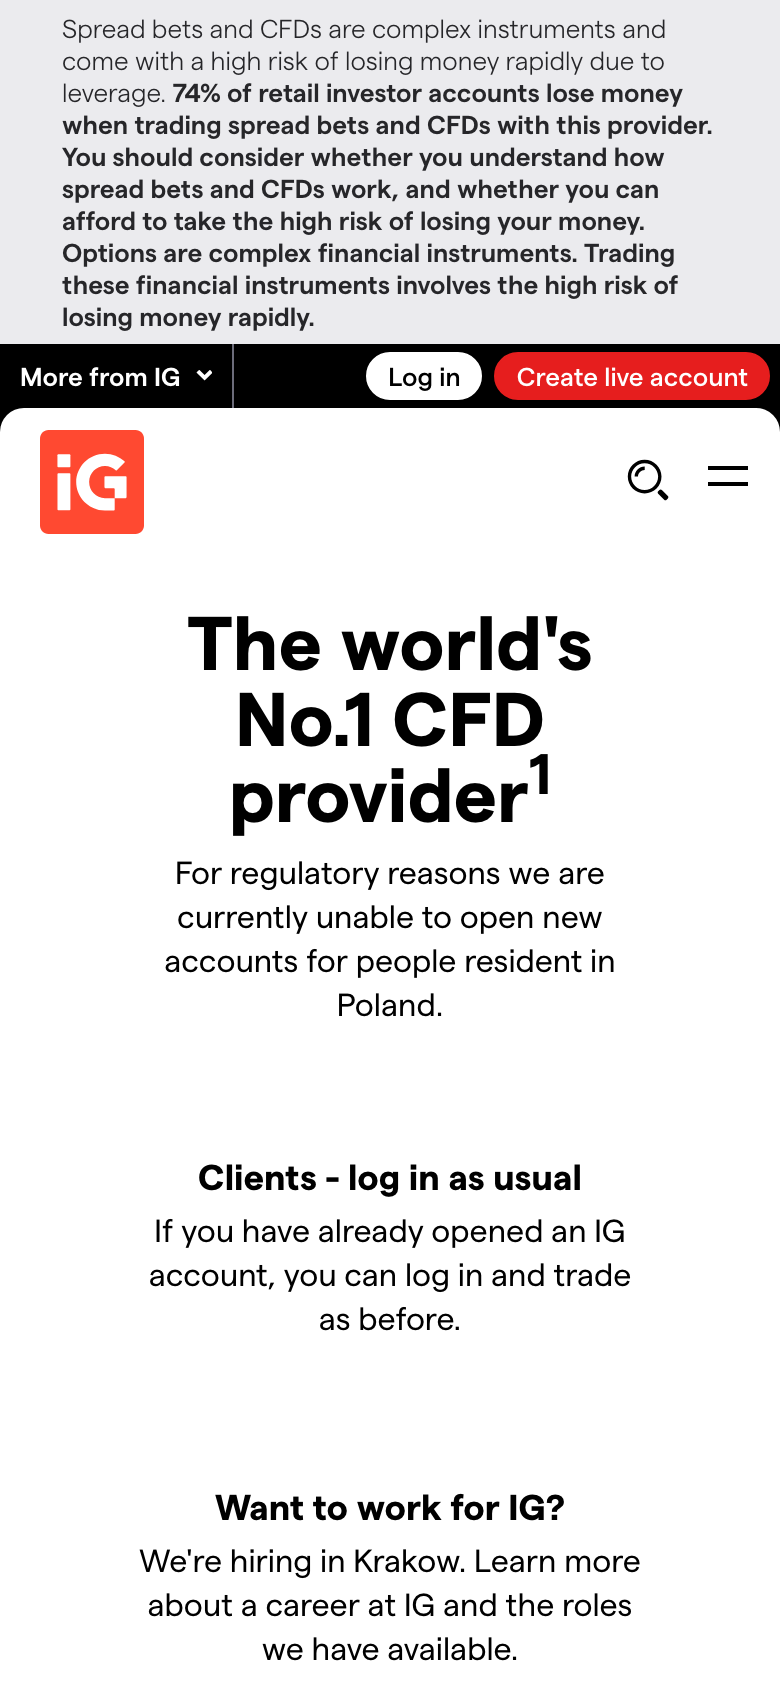 Spread bets and CFDs are complex instruments and
come with a high risk of losing money rapidly due to
leverage. 74% of retail investor accounts lose money
when trading spread bets and CFDs with this provider.
You should consider whether you understand how
spread bets and CFDs work, and whether you can
afford to take the high risk of losing your money.
Options are complex financial instruments. Trading
these financial instruments involves the high risk of
losing money rapidly.
More from IG
Log in
Create live account
iG
The world's
No.1 CFD
provider1
For regulatory reasons we are
currently unable to open new
accounts for people resident in
Poland.
Clients - log in as usual
If you have already opened an IG
account, you can log in and trade
as before.
Want to work for IG?
We're hiring in Krakow. Learn more
about a career at IG and the roles
we have available.